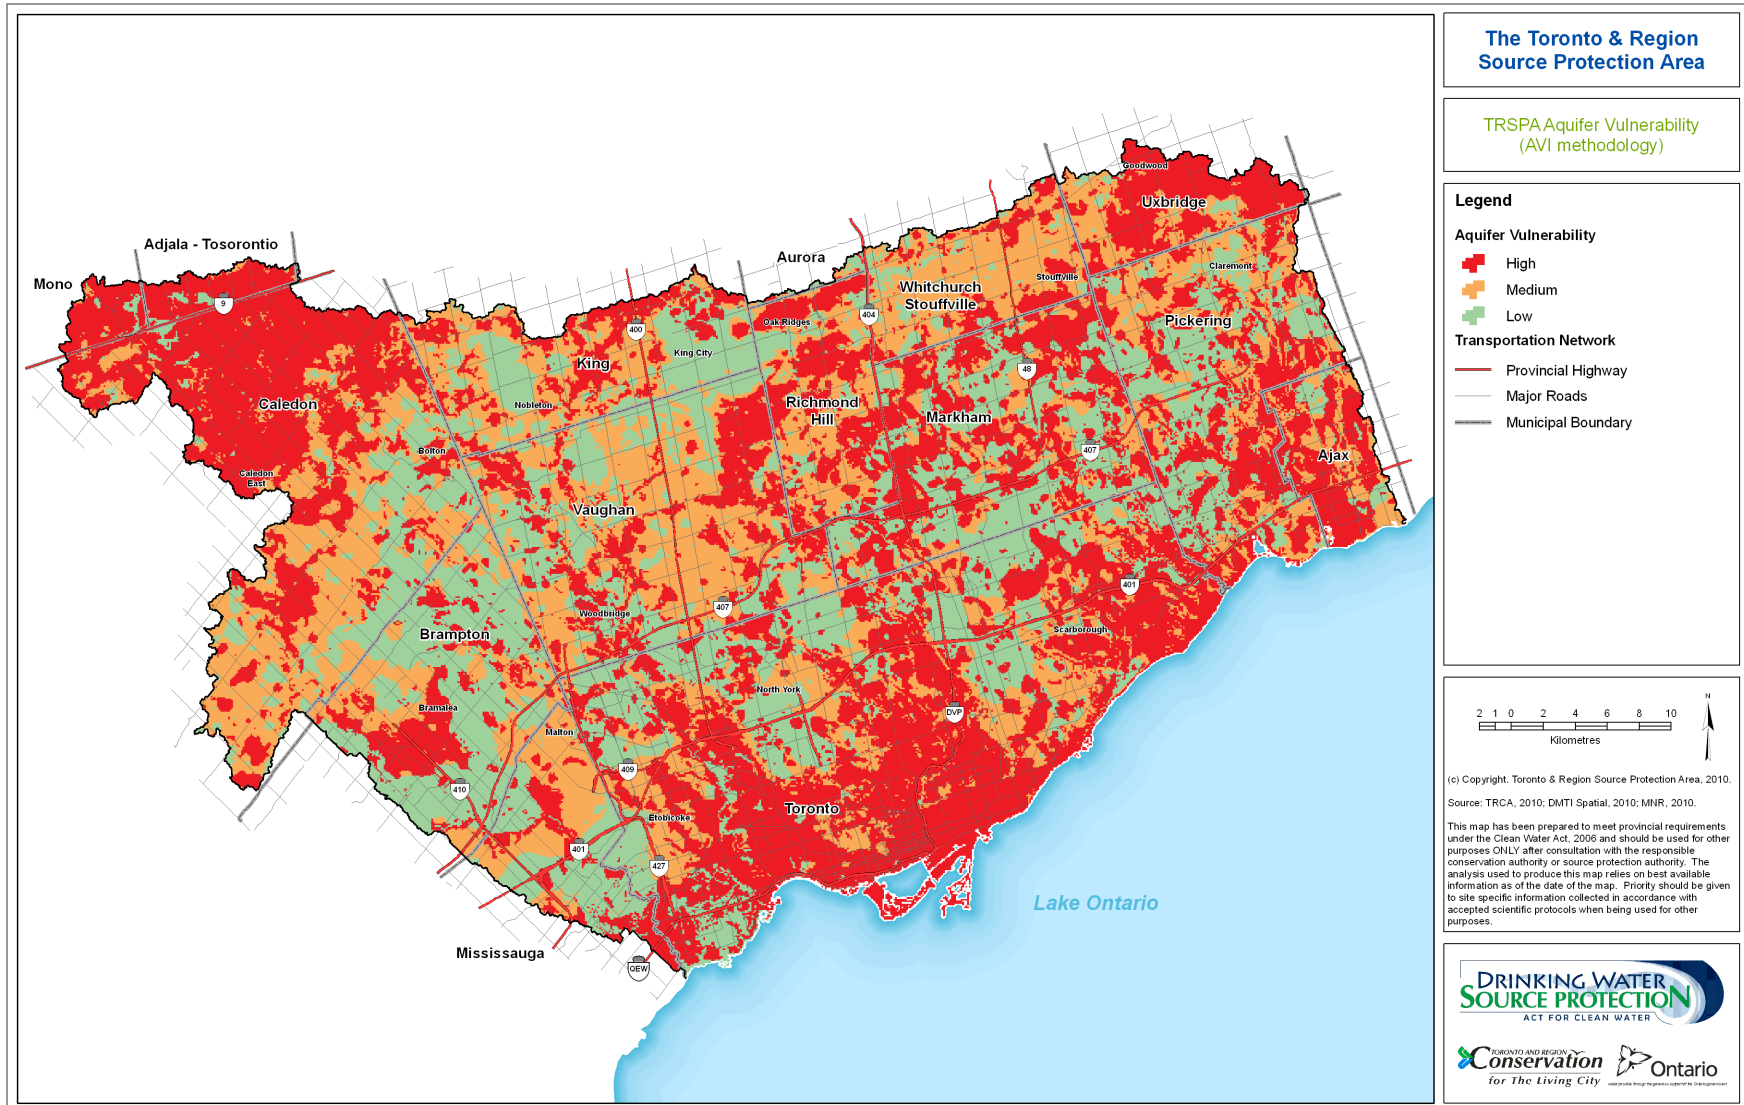 The Toronto & Region
Source Protection Area
TRSPA Aquifer Vulnerability
(AVI methodology)
Legend
Aquifer Vulnerability
High
Medium
Low
Transportation Network
Provincial Highway
Major Roads
Municipal Boundary
Goodwood
Uxbridge
Adjala - Tosorontio
Mono
Aurora
Claremont
Stouffville
Whitchurch
Stouffville
9
404
400
Oak Ridges
Pickering
King City
King
48
Caledon
Nobleton
Richmond
Hill
Markham
Bolton
407
Ajax
Caledon
East
Vaughan
401
Woodbridge
407
Scarborough
Brampton
North York
Bramalea
DVP
Malton
409
410
Toronto
Etobicoke
401
427
Lake Ontario
Mississauga
QEW
N
2 1 0 2 4 6 8 10
Kilometres
(c) Copyright. Toronto & Region Source Protection Area, 2010.
Source: TRCA, 2010; DMTI Spatial, 2010; MNR, 2010.
This map has been prepared to meet provincial requirements
under the Clean Water Act, 2006 and should be used for other
purposes ONLY after consultation with the responsible
conservation authority or source protection authority. The
analysis used to produce this map relies on best available
information as of the date of the map. Priority should be given
to site specific information collected in accordance with
accepted scientific protocols when being used for other
purposes.
DRINKING WATER
SOURCE PROTECTION
ACT FOR CLEAN WATER
TORONTO AND REGION
Conservation
for The Living City
Ontario